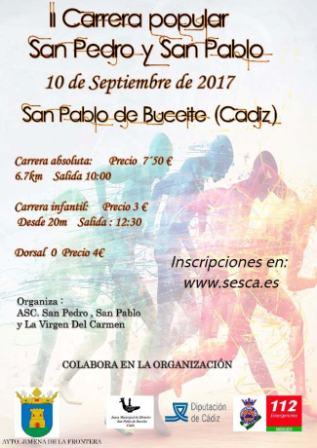 II Carrera popular
San Pedro y San Pablo
10 de Septiembre de 2017
San Pablo de Buceite (Cadiz)
Carrera absoluta: Precio 7´50 €
6.7km Salida 10:00
Carrera infantil: Precio 3 €
Desde 20m Salida : 12:30
Dorsal 0 Precio 4€
Inscripciones en:
www.sesca.es
Organiza :
ASC. San Pedro , San Pablo
y La Virgen Del Carmen
COLABORA EN LA ORGANIZACIÓN
Diputación
de Cádiz
112
Emergencias
AYTO. JIMENA DE LA FRONTERA